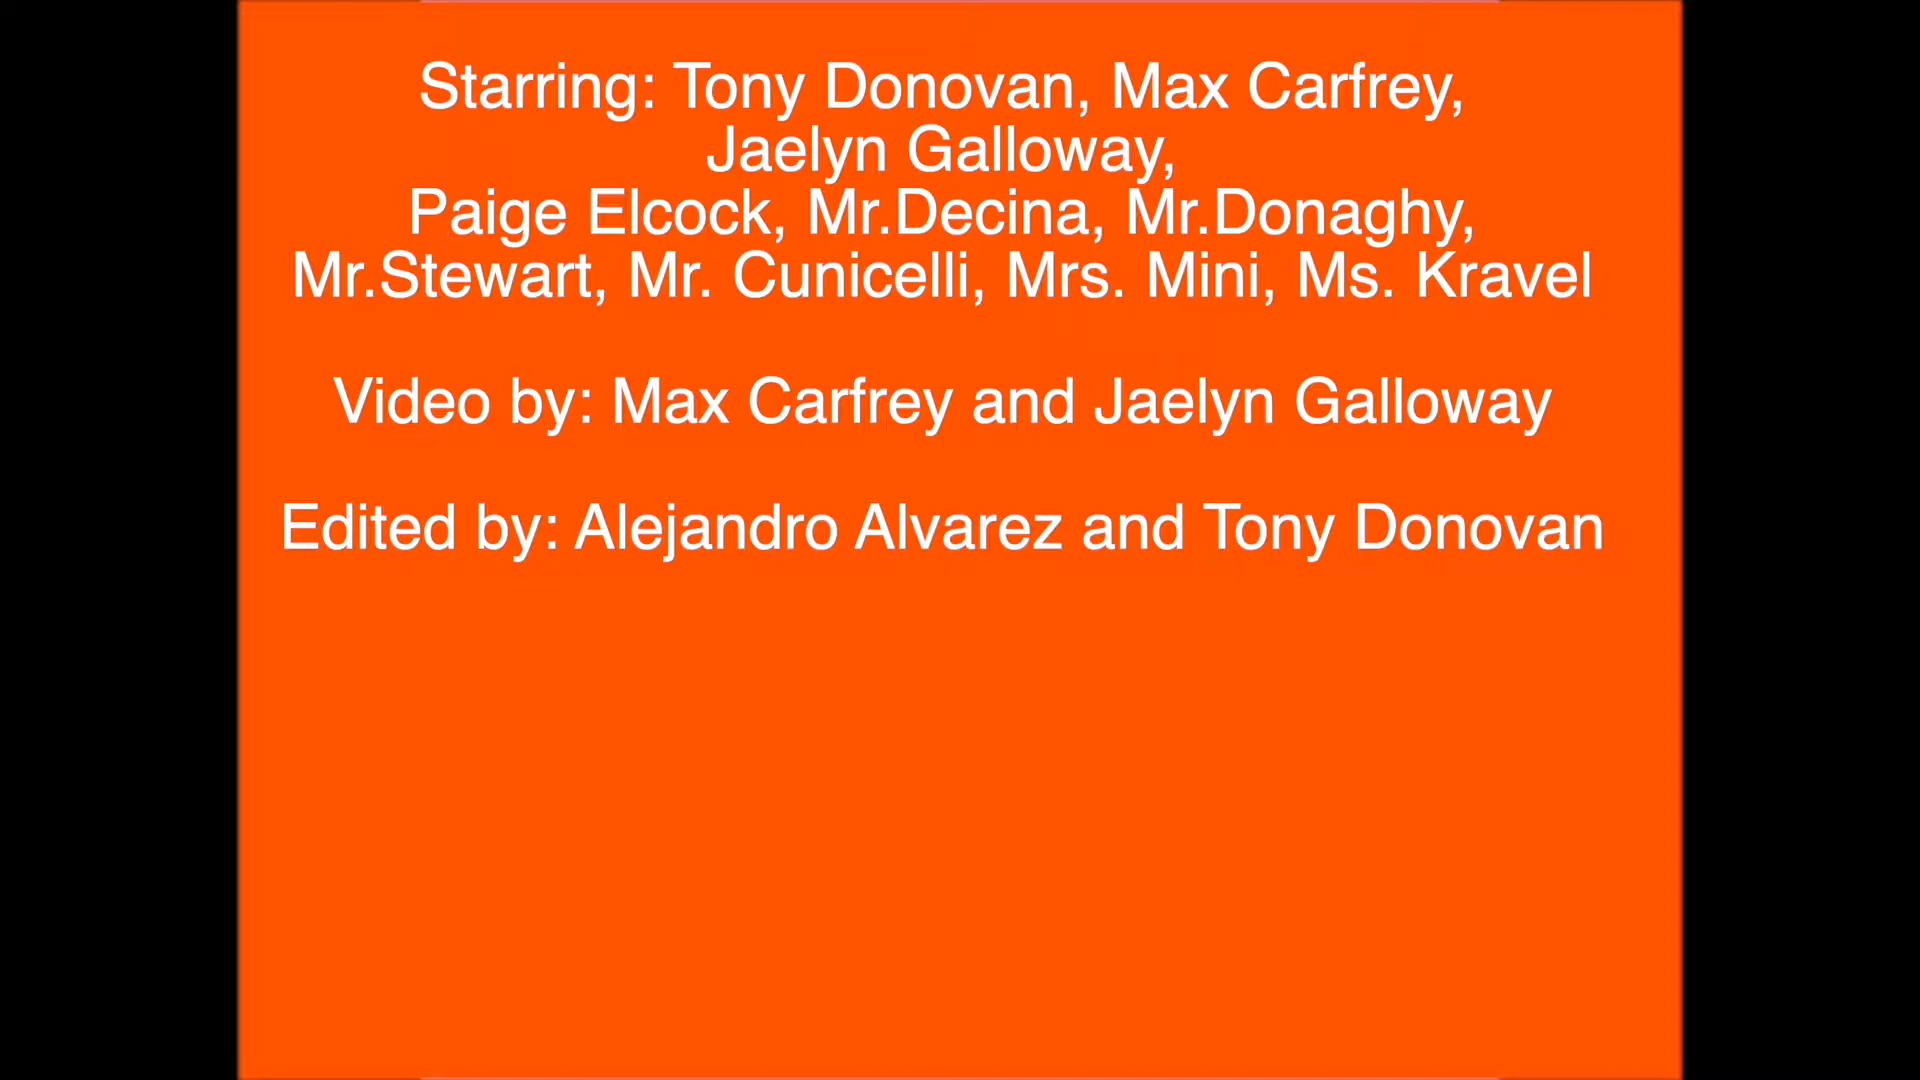 Starring: Tony Donovan, Max Carfrey,
Jaelyn Galloway,
Paige Elcock, Mr.Decina, Mr.Donaghy,
Mr.Stewart, Mr. Cunicelli, Mrs. Mini, Ms. Kravel
Video by: Max Carfrey and Jaelyn Galloway
Edited by: Alejandro Alvarez and Tony Donovan